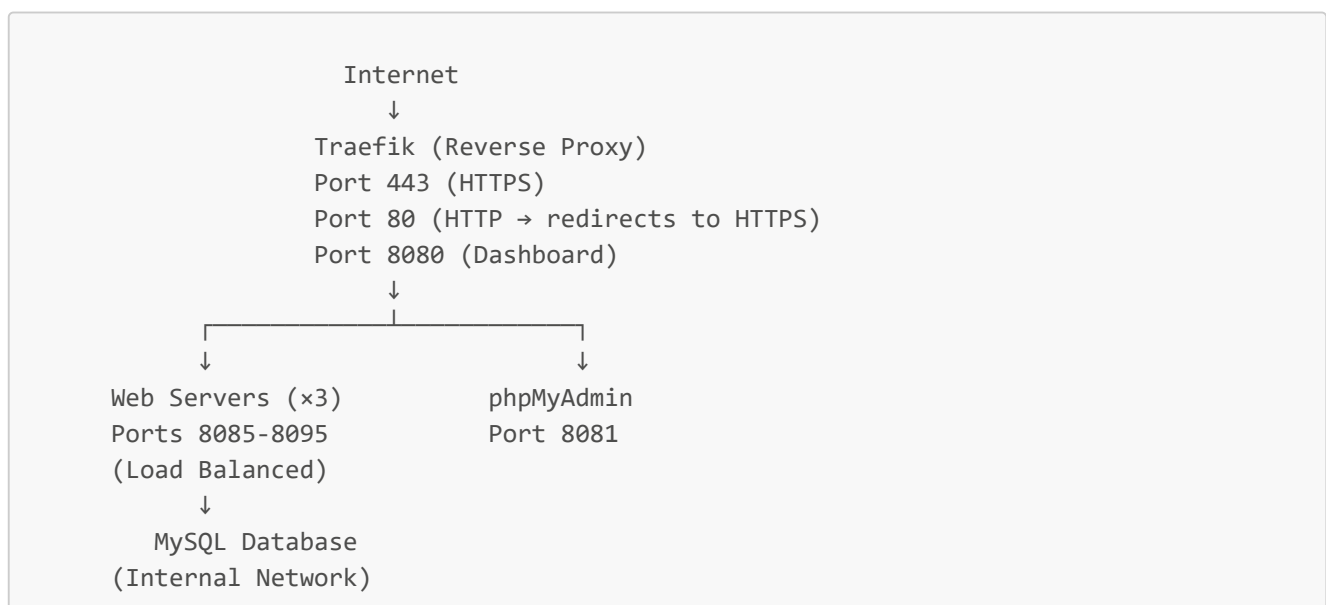 Internet
↓
Traefik (Reverse Proxy)
Port 443 (HTTPS)
Port 80 (HTTP → redirects to HTTPS)
Port 8080 (Dashboard)
↓
┌─────────────┴────────────┐
↓ ↓
Web Servers (×3) phpMyAdmin
Ports 8085-8095 Port 8081
(Load Balanced)
↓
MySQL Database
(Internal Network)